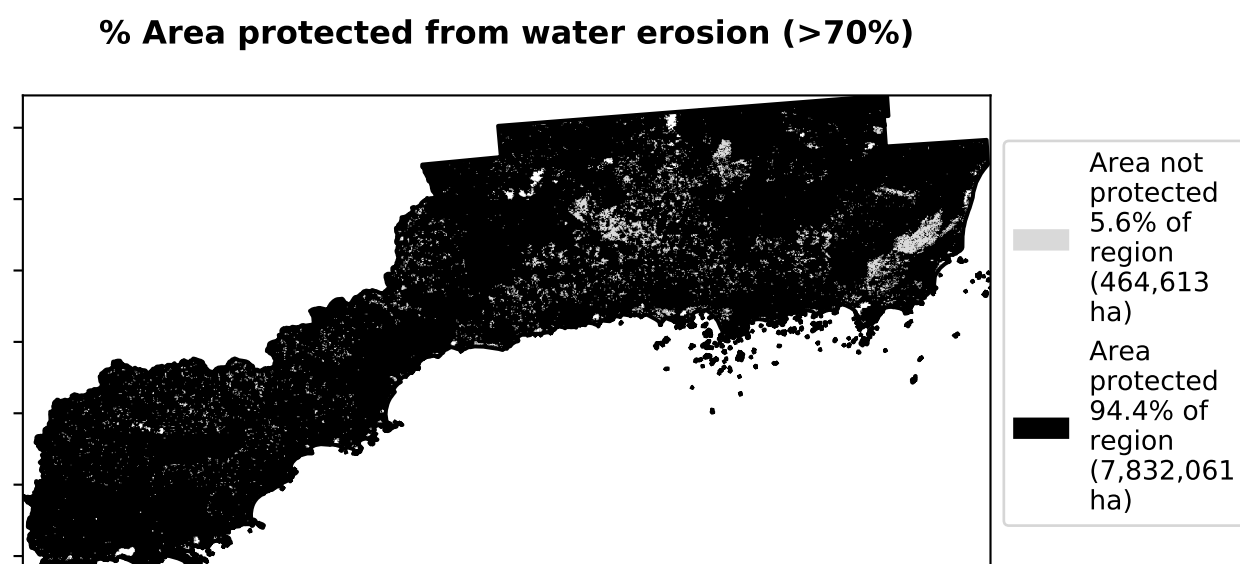 % Area protected from water erosion (>70%)
Area not
protected
5.6% of
region
(464,613
ha)
Area
protected
94.4% of
region
(7,832,061
ha)